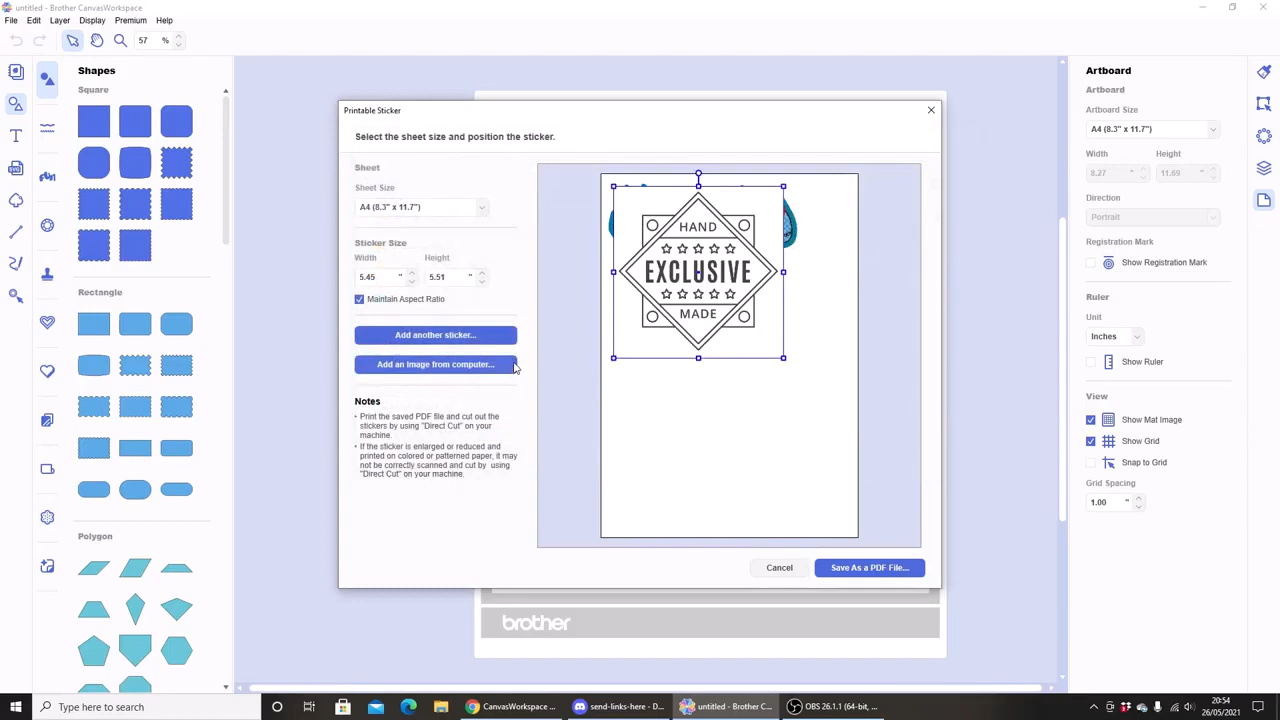 untitled - Brother CanvasWorkspace
File Edit Layer Display Premium Help
57 %
Shapes
Square
Rectangle
Polygon
Printable Sticker
Select the sheet size and position the sticker.
Sheet
Sheet Size
A4 (8.3" x 11.7")
Sticker Size
Width Height
5.45 " 5.51 "
Maintain Aspect Ratio
Add another sticker...
Add an Image from computer...
Notes
• Print the saved PDF file and cut out the
stickers by using "Direct Cut" on your
machine.
• If the sticker is enlarged or reduced and
printed on colored or patterned paper, it may
not be correctly scanned and cut by using
"Direct Cut" on your machine.
HAND
EXCLUSIVE
MADE
Cancel Save As a PDF File...
brother
Artboard
Artboard
Artboard Size
A4 (8.3" x 11.7")
Width Height
8.27 " 11.69 "
Direction
Portrait
Registration Mark
Show Registration Mark
Ruler
Unit
Inches
Show Ruler
View
Show Mat Image
Show Grid
Snap to Grid
Grid Spacing
1.00 "
Type here to search
CanvasWorkspace ...
send-links-here - D...
untitled - Brother C...
OBS 26.1.1 (64-bit, ...
20:54
26/05/2021